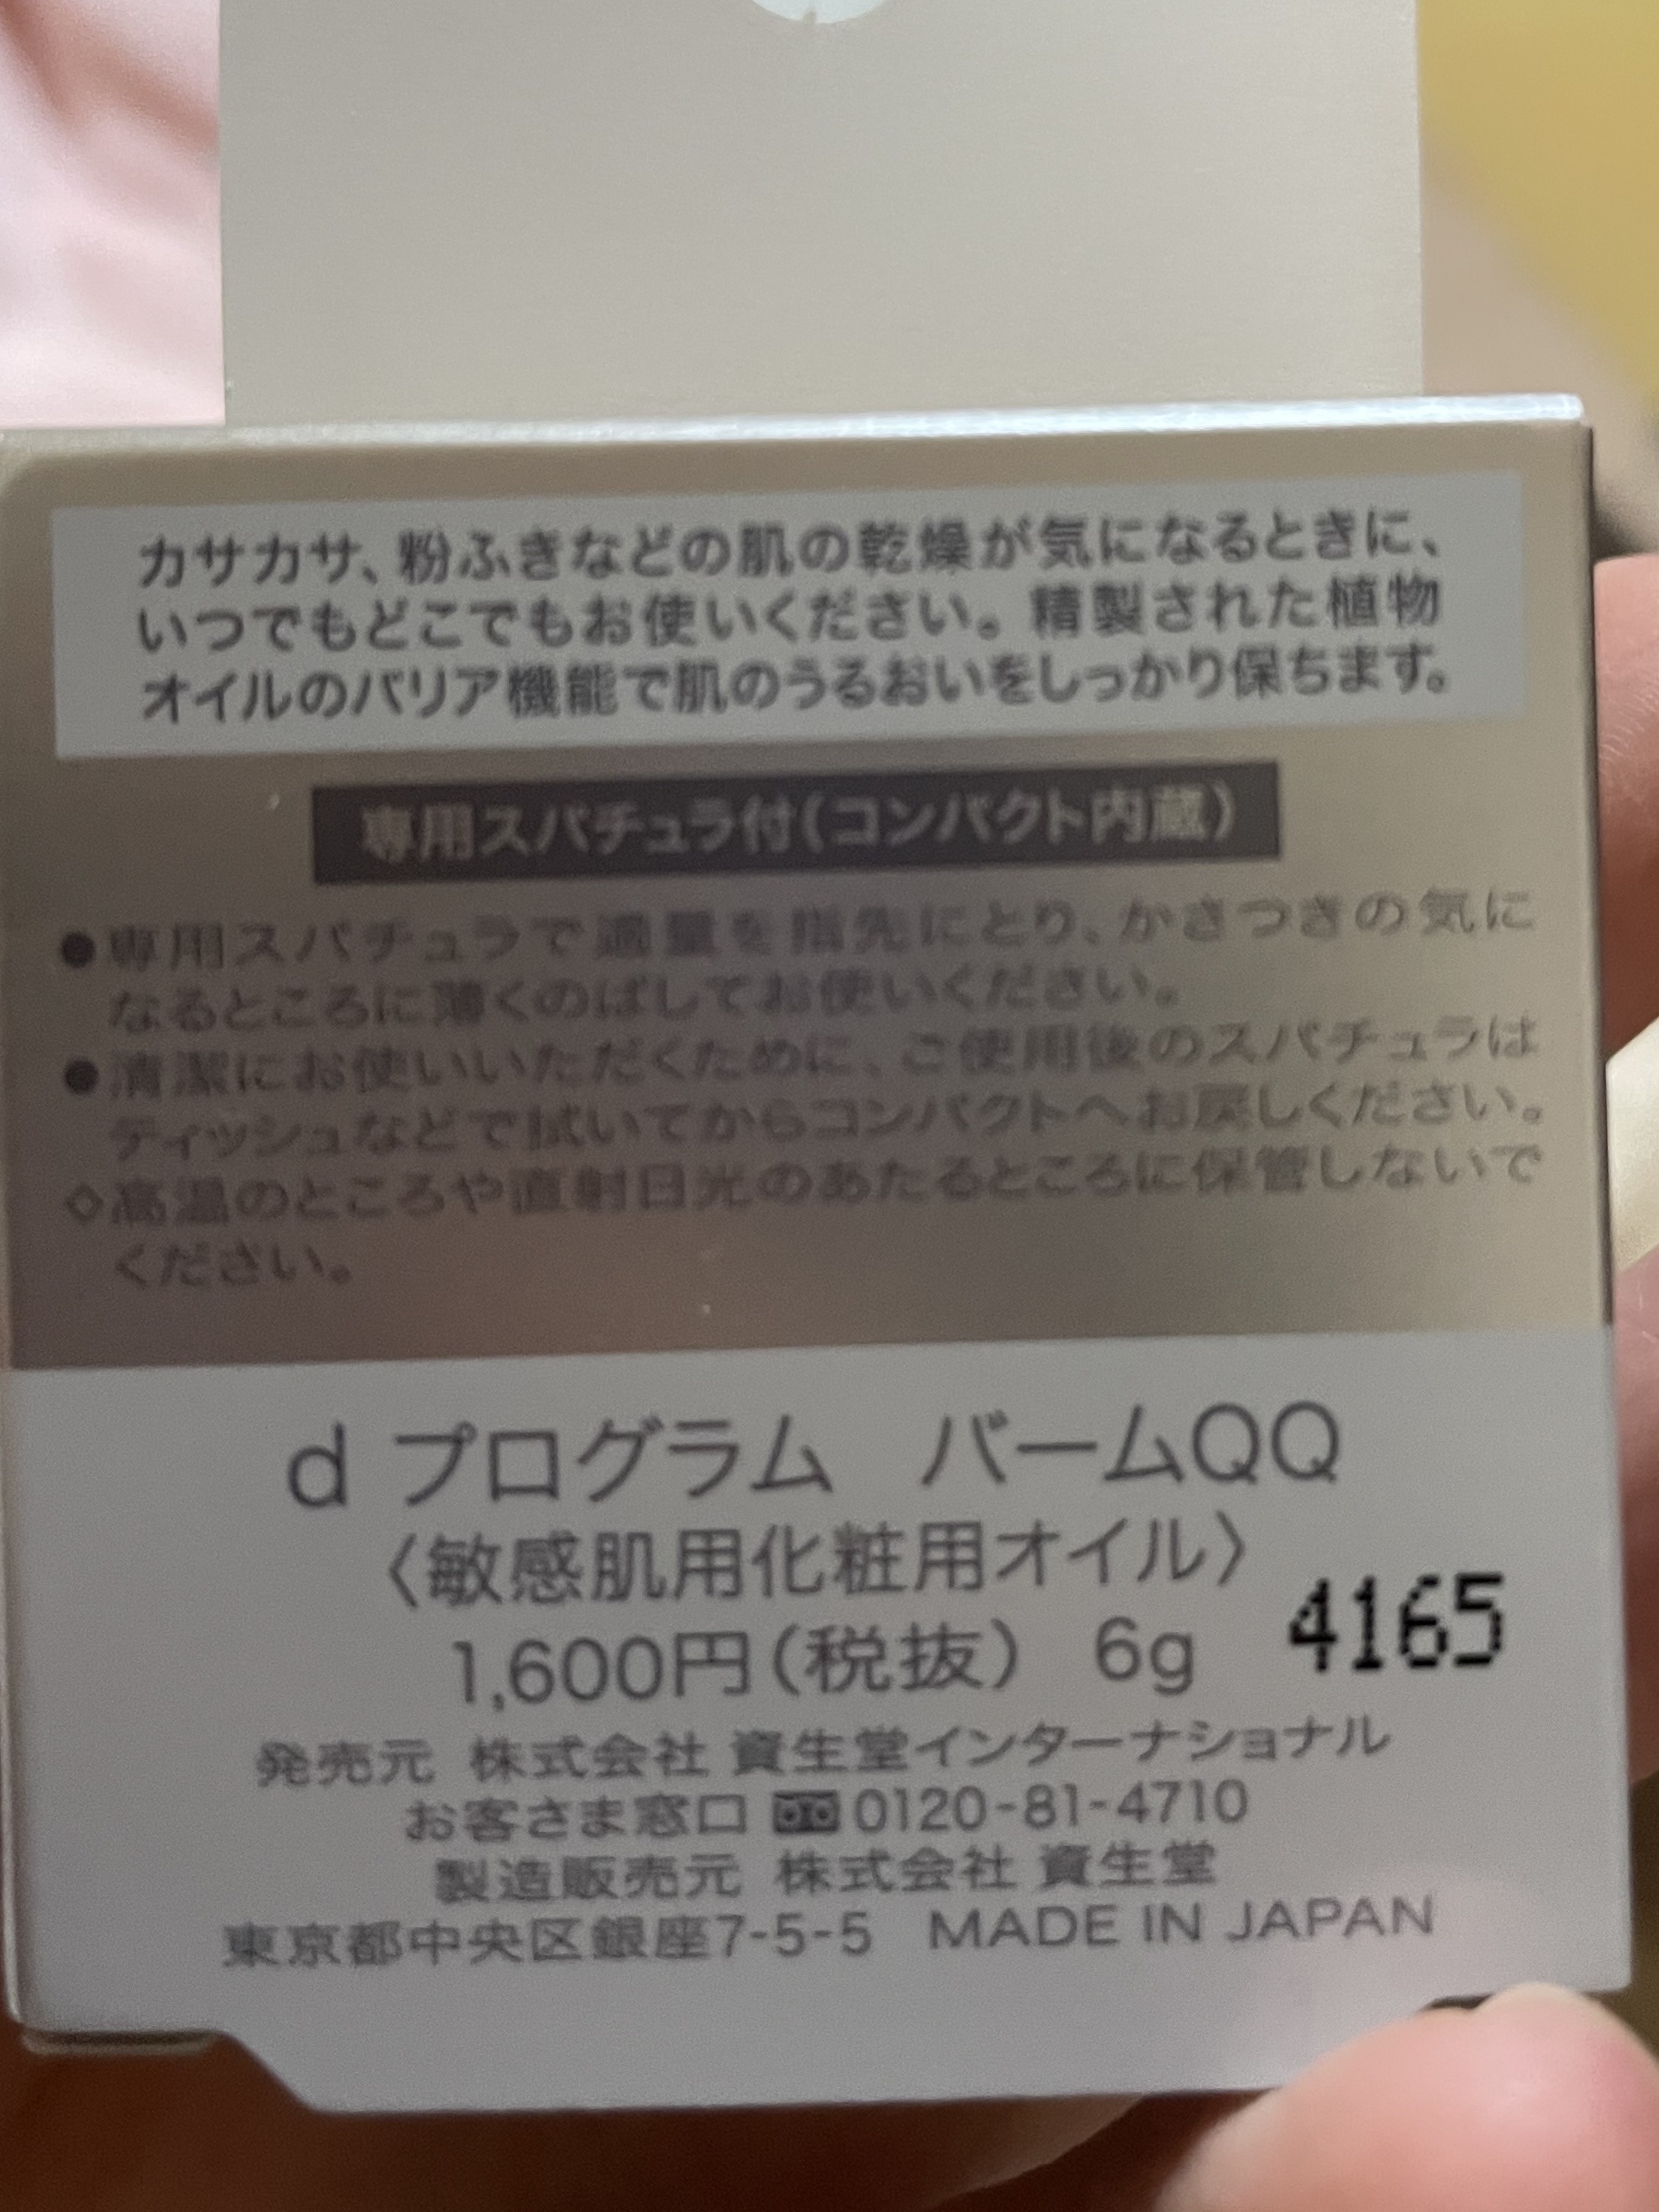 カサカサ、粉ふきなどの肌の乾燥が気になるときに、
いつでもどこでもお使いください。精製された植物
オイルのバリア機能で肌のうるおいをしっかり保ちます。
専用スパチュラ付(コンパクト内蔵)
●専用スパチュラで適量を指先にとり、かさつきの気に
なるところに薄くのばしてお使いください。
●清潔にお使いいただくために、ご使用後のスパチュラは
ティッシュなどで拭いてからコンパクトへお戻しください。
◇高温のところや直射日光のあたるところに保管しないで
ください。
d プログラム バームQQ
〈敏感肌用化粧用オイル〉
1,600円(税抜) 6g 4165
発売元 株式会社 資生堂インターナショナル
お客さま窓口 0120-81-4710
製造販売元 株式会社 資生堂
東京都中央区銀座7-5-5 MADE IN JAPAN